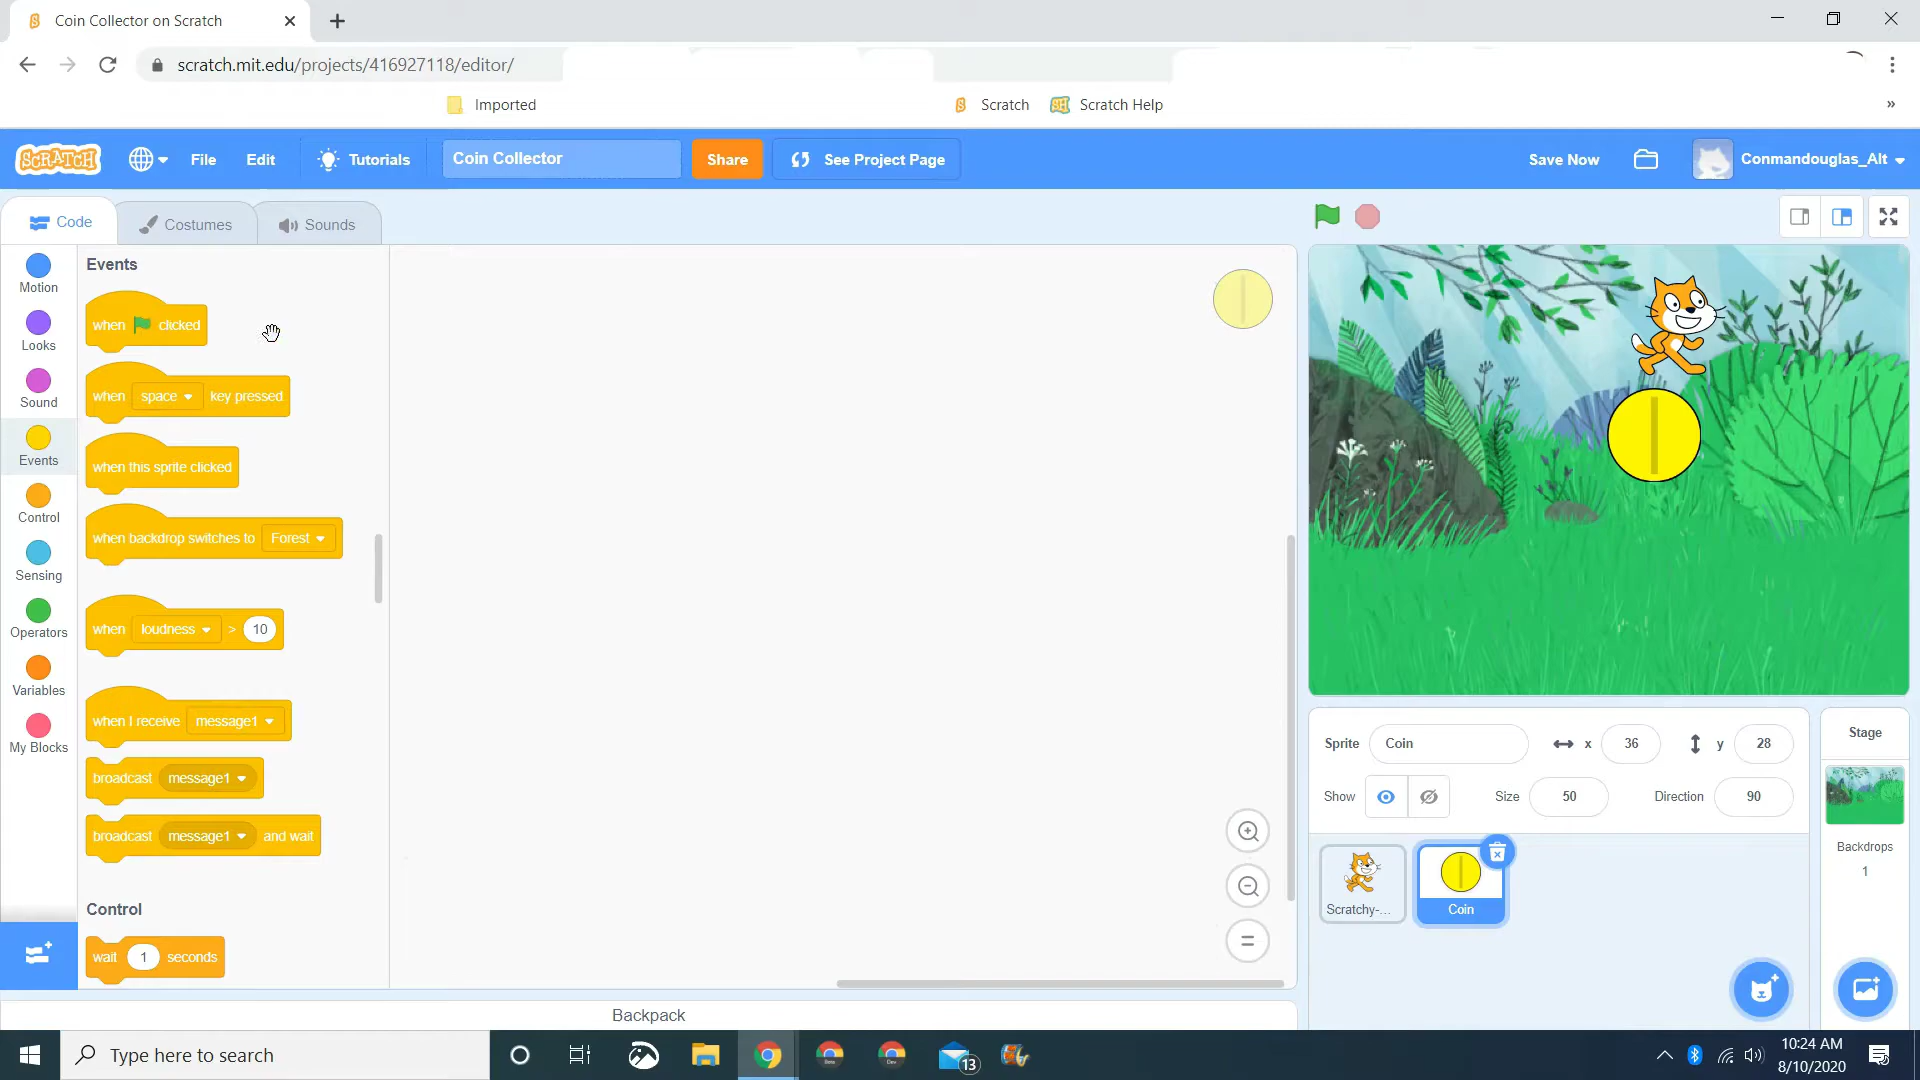 Coin Collector on Scratch
scratch.mit.edu/projects/416927118/editor/
Imported
Scratch
Scratch Help
»
SCRATCH
File
Edit
Tutorials
Coin Collector
Share
See Project Page
Save Now
Conmandouglas_Alt
Code
Costumes
Sounds
Motion
Looks
Sound
Events
Control
Sensing
Operators
Variables
My Blocks
Events
when clicked
when space key pressed
when this sprite clicked
when backdrop switches to Forest
when loudness > 10
when I receive message1
broadcast message1
broadcast message1 and wait
Control
wait 1 seconds
Backpack
Sprite Coin x 36 y 28
Show Size 50 Direction 90
Scratchy-...
Coin
Stage
Backdrops
1
Type here to search
13
10:24 AM
8/10/2020